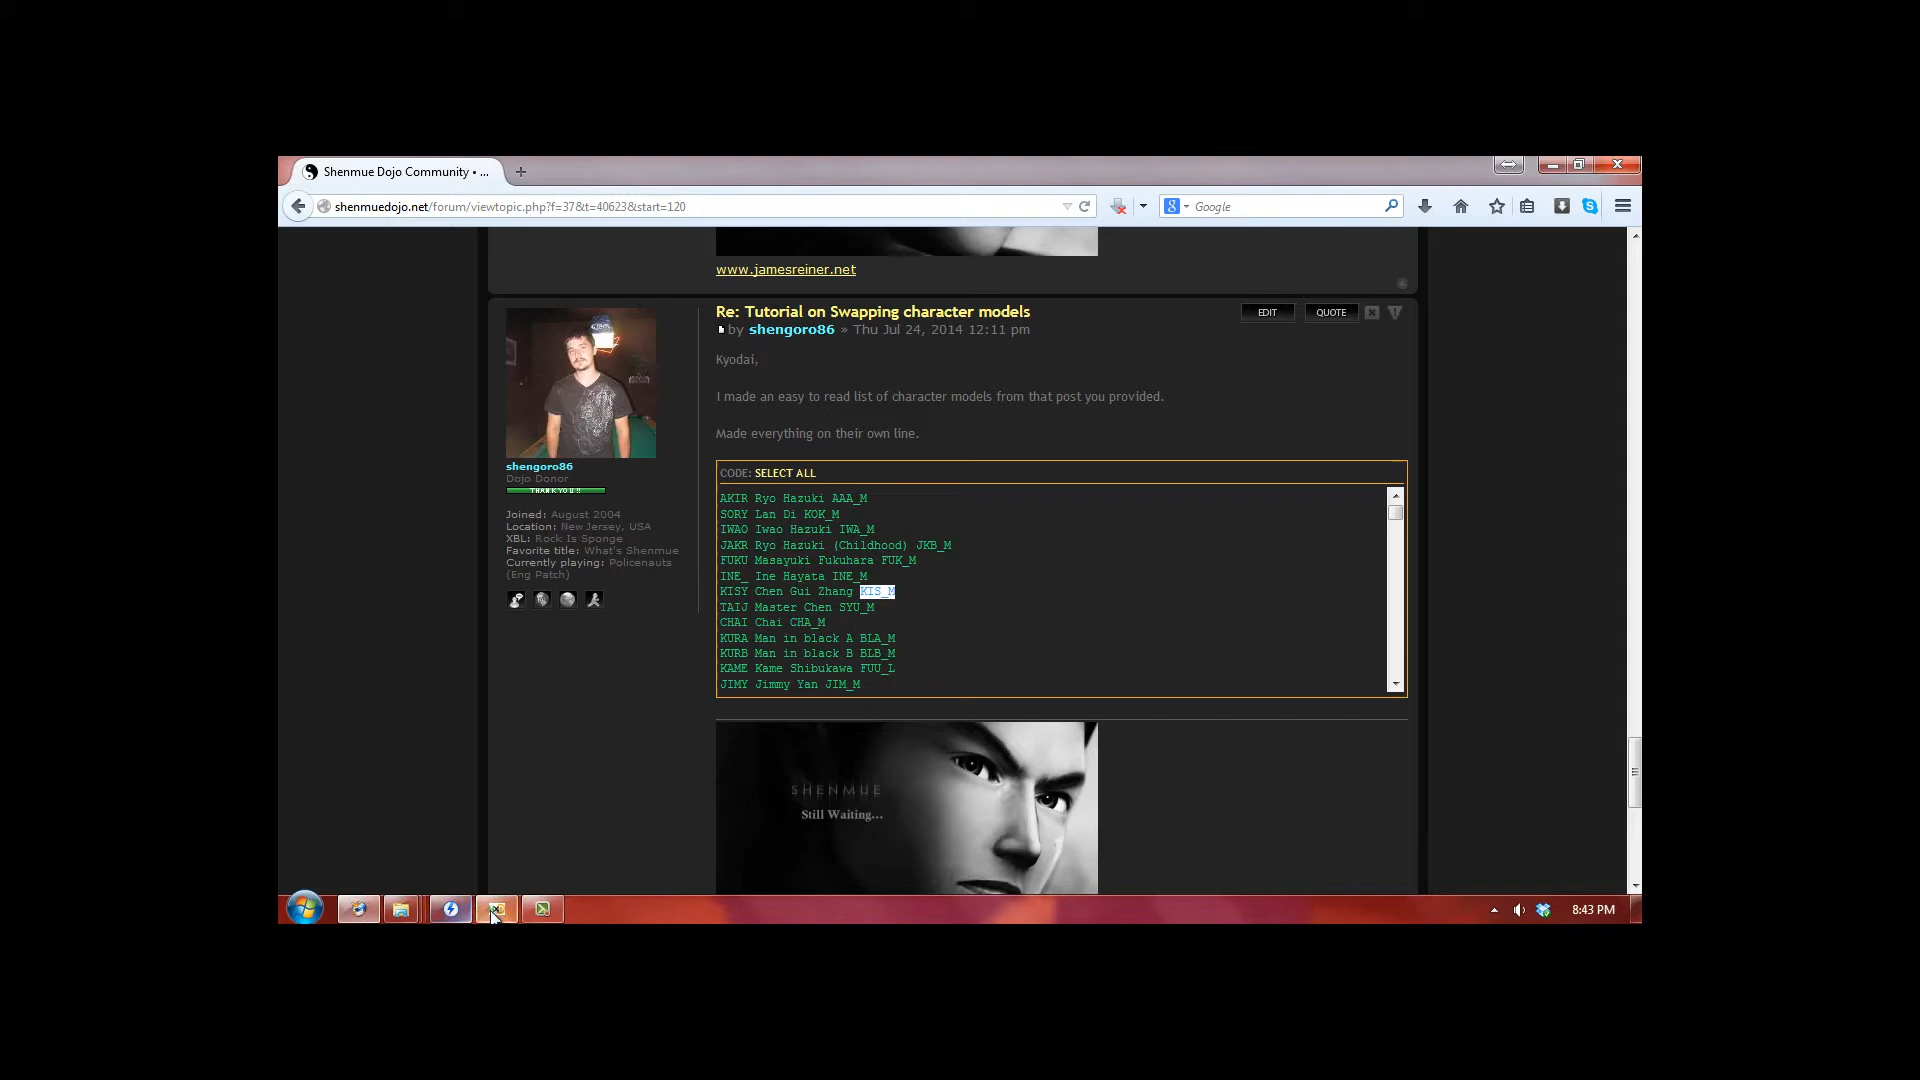 Shenmue Dojo Community • ...
shenmuedojo.net/forum/viewtopic.php?f=37&t=40623&start=120
Google
www.jamesreiner.net
Re: Tutorial on Swapping character models
EDIT
QUOTE
by shengoro86 » Thu Jul 24, 2014 12:11 pm
Kyodai,
I made an easy to read list of character models from that post you provided.
Made everything on their own line.
shengoro86
Dojo Donor
THANK YOU!!
Joined: August 2004
Location: New Jersey, USA
XBL: Rock Is Sponge
Favorite title: What's Shenmue
Currently playing: Policenauts
(Eng Patch)
CODE: SELECT ALL
AKIR Ryo Hazuki AAA_M
SORY Lan Di KOK_M
IWAO Iwao Hazuki IWA_M
JAKR Ryo Hazuki (Childhood) JKB_M
FUKU Masayuki Fukuhara FUK_M
INE_ Ine Hayata INE_M
KISY Chen Gui Zhang KIS_M
TAIJ Master Chen SYU_M
CHAI Chai CHA_M
KURA Man in black A BLA_M
KURB Man in black B BLB_M
KAME Kame Shibukawa FUU_L
JIMY Jimmy Yan JIM_M
SHENMUE
Still Waiting...
8:43 PM